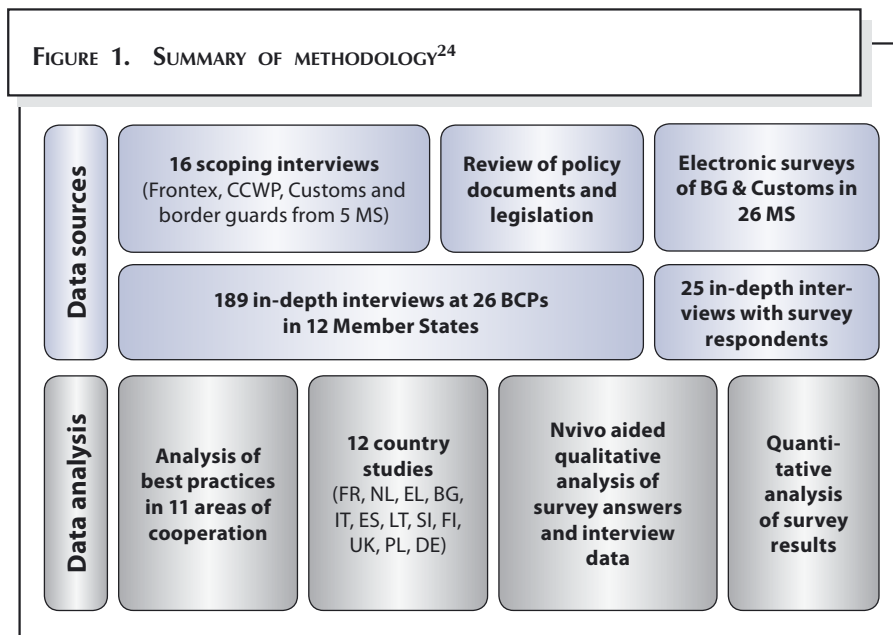 FIGURE 1. SUMMARY OF METHODOLOGY24
Data sources
16 scoping interviews
(Frontex, CCWP, Customs and
border guards from 5 MS)
Review of policy
documents and
legislation
Electronic surveys
of BG & Customs in
26 MS
189 in-depth interviews at 26 BCPs
in 12 Member States
25 in-depth inter-
views with survey
respondents
Data analysis
Analysis of
best practices
in 11 areas of
cooperation
12 country
studies
(FR, NL, EL, BG,
IT, ES, LT, SI, FI,
UK, PL, DE)
Nvivo aided
qualitative
analysis of
survey answers
and interview
data
Quanti-
tative
analysis
of survey
results